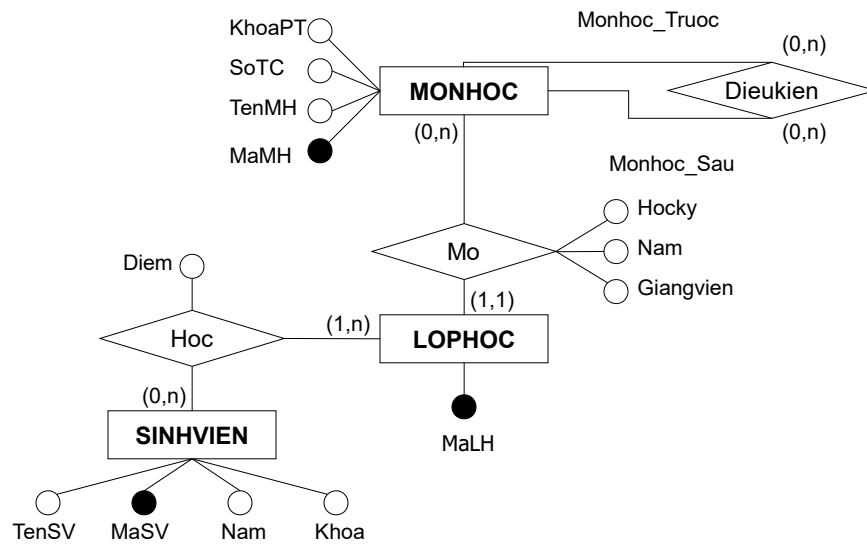 Monhoc_Truoc
KhoaPT
(0,n)
SoTC
MONHOC
Dieukien
TenMH
(0,n)
(0,n)
MaMH
Monhoc_Sau
Hocky
Diem
Mo
Nam
Giangvien
(1,1)
Hoc
(1,n)
LOPHOC
(0,n)
SINHVIEN
MaLH
TenSV
MaSV
Nam
Khoa